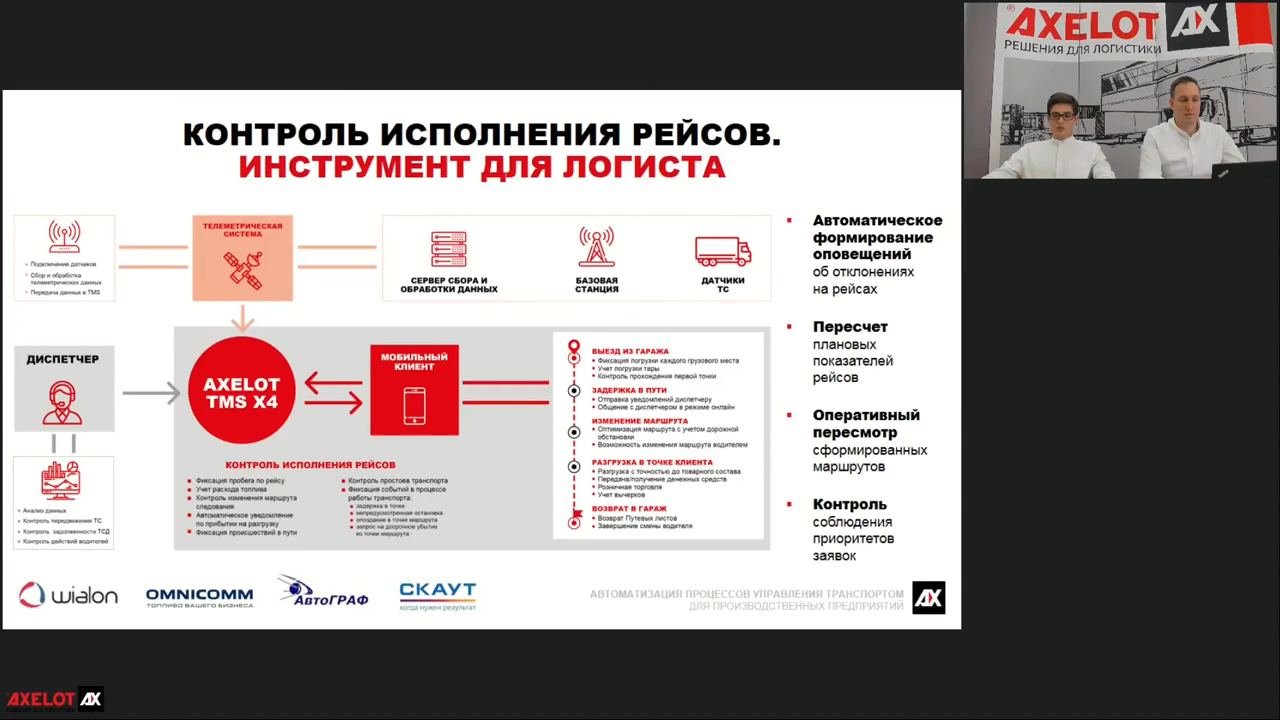 AXELOT AX
РЕШЕНИЯ ДЛЯ ЛОГИСТИКИ
КОНТРОЛЬ ИСПОЛНЕНИЯ РЕЙСОВ.
ИНСТРУМЕНТ ДЛЯ ЛОГИСТА
Подключение датчиков
Сбор и обработка
телеметрических данных
Передача данных в TMS
ТЕЛЕМЕТРИЧЕСКАЯ
СИСТЕМА
СЕРВЕР СБОРА И
ОБРАБОТКИ ДАННЫХ
БАЗОВАЯ
СТАНЦИЯ
ДАТЧИКИ
ТС
ДИСПЕТЧЕР
Анализ данных
Контроль передвижения ТС
Контроль задолженности ТСД
Контроль действий водителей
AXELOT
TMS X4
МОБИЛЬНЫЙ
КЛИЕНТ
КОНТРОЛЬ ИСПОЛНЕНИЯ РЕЙСОВ
Фиксация пробега по рейсу
Учет расхода топлива
Контроль изменения маршрута
следования
Автоматическое уведомление
по прибытии на разгрузку
Фиксация происшествий в пути
Контроль простоев транспорта
Фиксация событий в процессе
работы транспорта:
задержка в точке
непредусмотренная остановка
опоздание в точке маршрута
запрос на досрочное убытие
из точки маршрута
ВЫЕЗД ИЗ ГАРАЖА
Фиксация погрузки каждого грузового места
Учет погрузки тары
Контроль прохождения первой точки
ЗАДЕРЖКА В ПУТИ
Отправка уведомлений диспетчеру
Общение с диспетчером в режиме онлайн
ИЗМЕНЕНИЕ МАРШРУТА
Оптимизация маршрута с учетом дорожной
обстановки
Возможность изменения маршрута водителем
РАЗГРУЗКА В ТОЧКЕ КЛИЕНТА
Разгрузка с точностью до товарного состава
Передача/получение денежных средств
Розничная торговля
Учет вычерков
ВОЗВРАТ В ГАРАЖ
Возврат Путевых листов
Завершение смены водителя
Автоматическое
формирование
оповещений
об отклонениях
на рейсах
Пересчет
плановых
показателей
рейсов
Оперативный
пересмотр
сформированных
маршрутов
Контроль
соблюдения
приоритетов
заявок
wialon
OMNICOMM
ТОПЛИВО ВАШЕГО БИЗНЕСА
АвтоГРАФ
СКАУТ
когда нужен результат
АВТОМАТИЗАЦИЯ ПРОЦЕССОВ УПРАВЛЕНИЯ ТРАНСПОРТОМ
ДЛЯ ПРОИЗВОДСТВЕННЫХ ПРЕДПРИЯТИЙ
AX
AXELOT AX